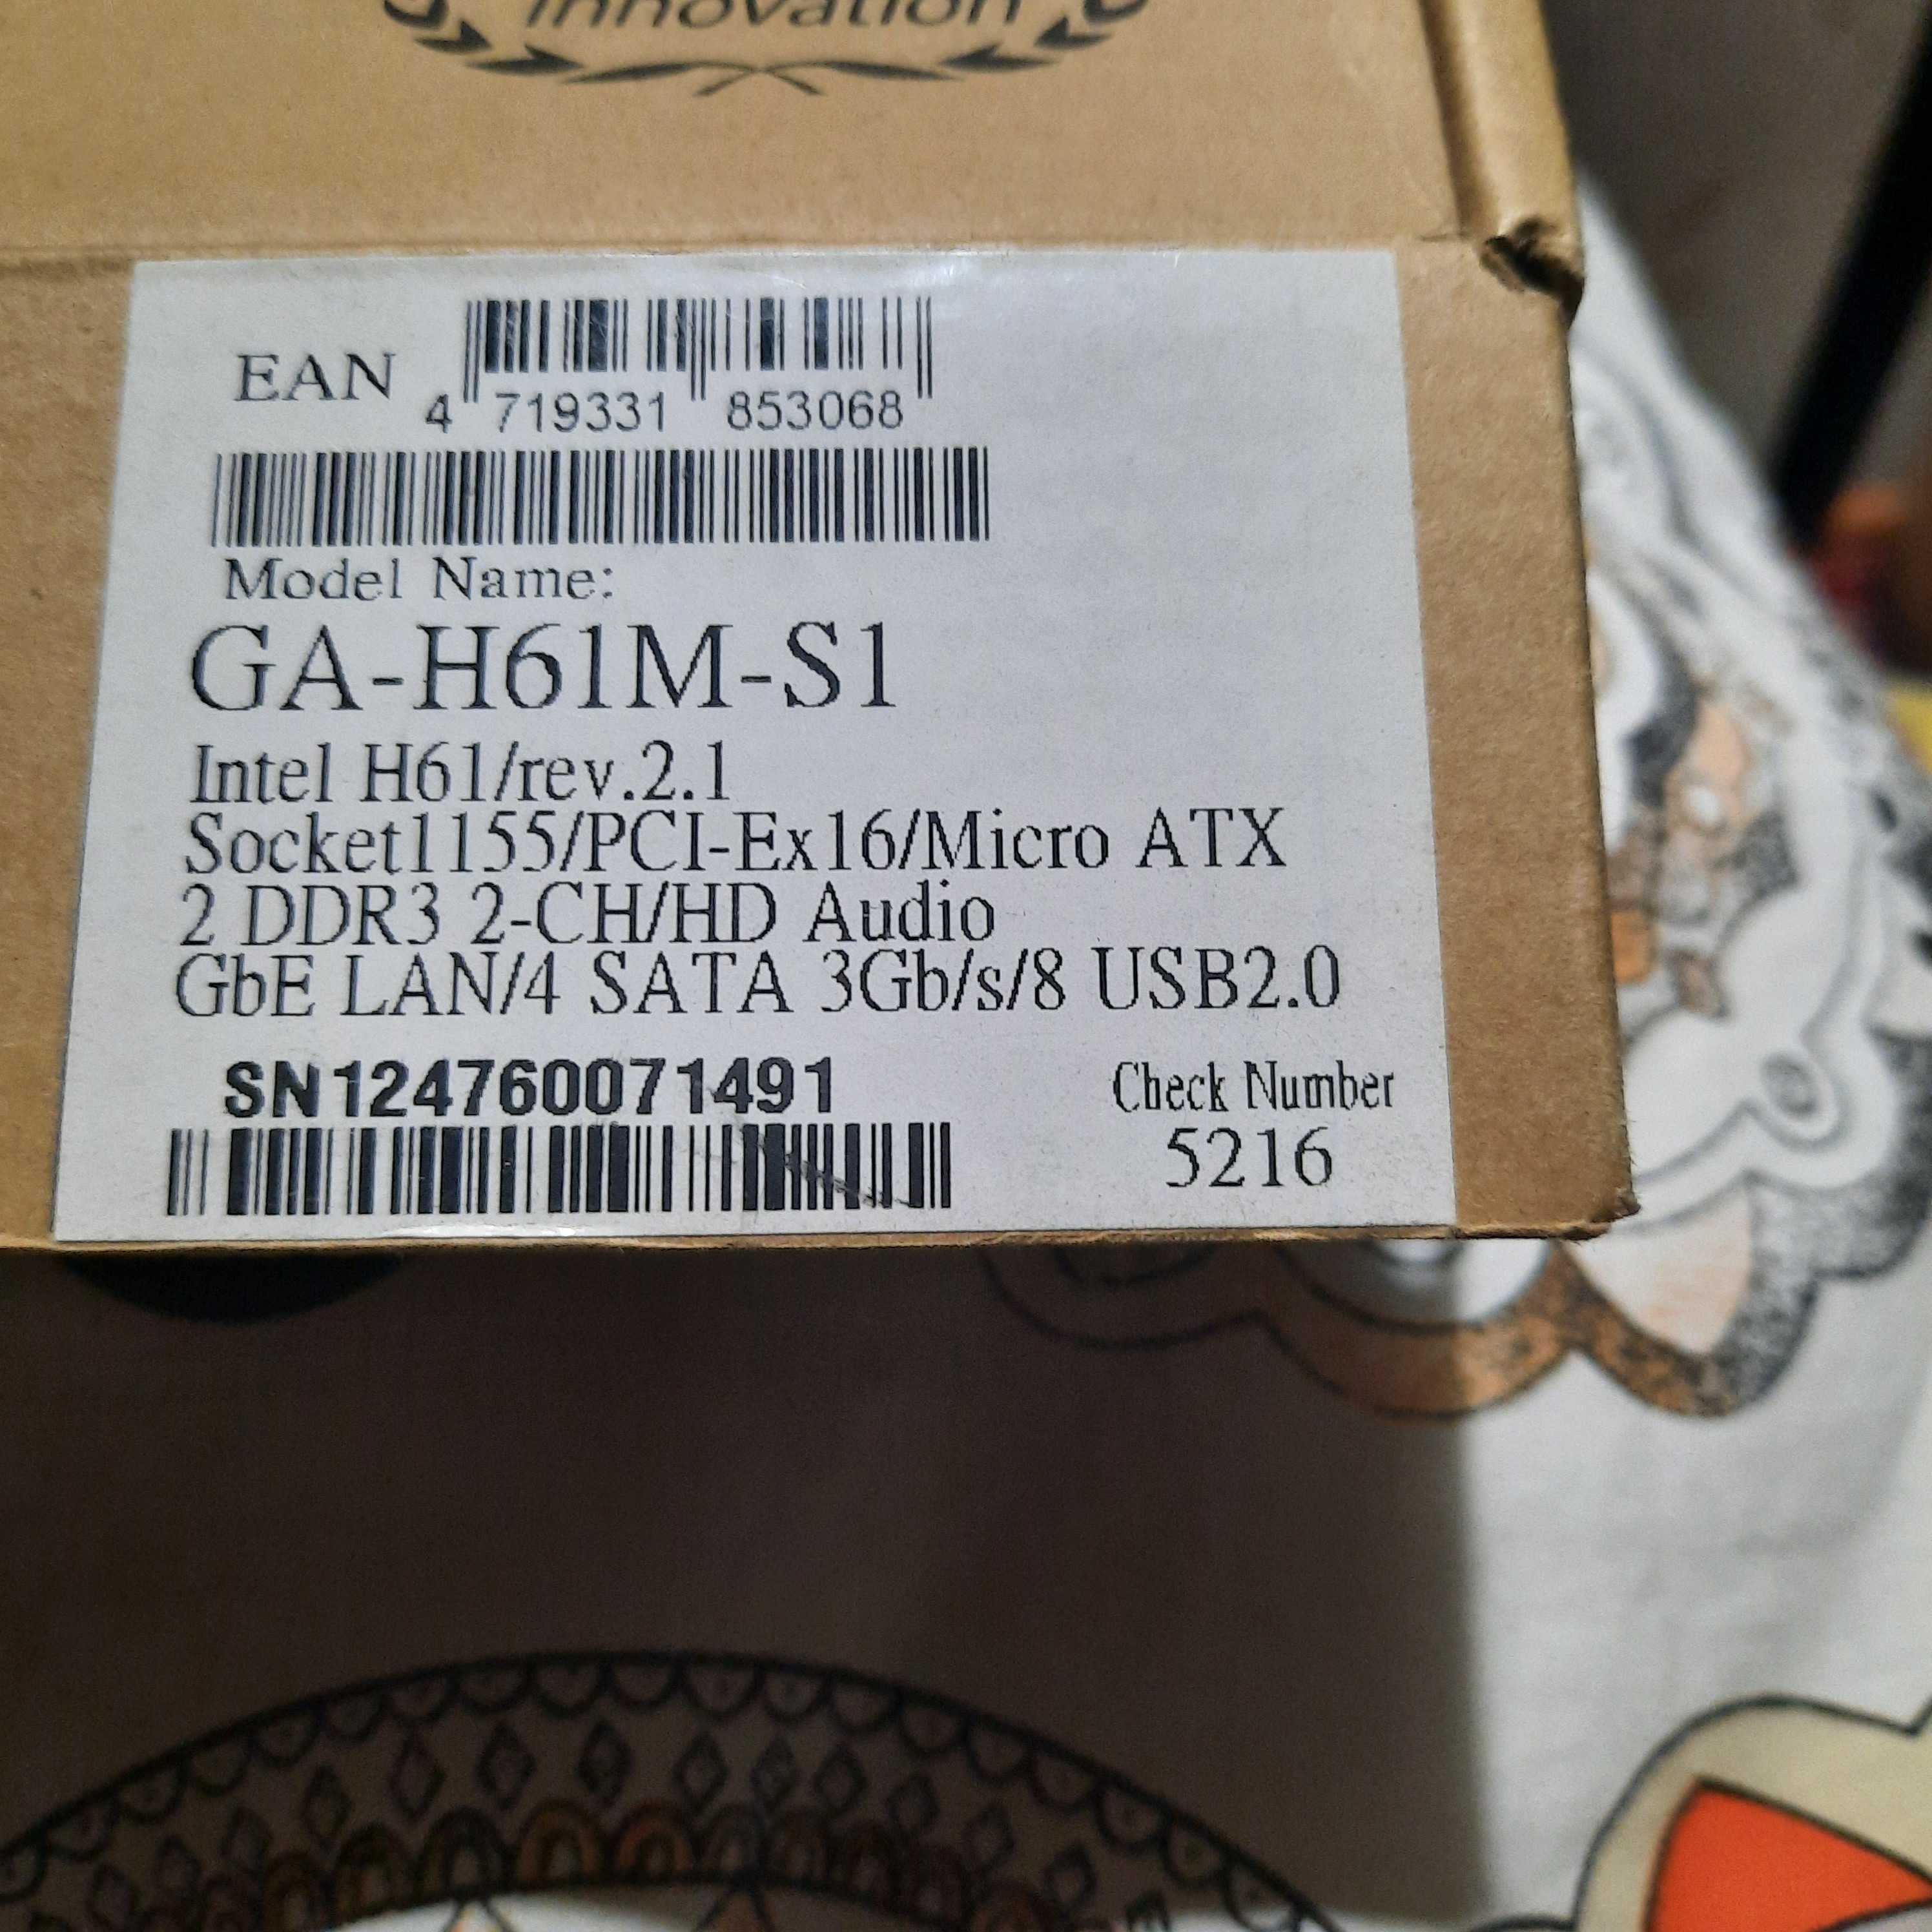 innovation
EAN
4 719331 853068
Model Name:
GA-H61M-S1
Intel H61/rev.2.1
Socket1155/PCI-Ex16/Micro ATX
2 DDR3 2-CH/HD Audio
GbE LAN/4 SATA 3Gb/s/8 USB2.0
SN124760071491
Check Number
5216